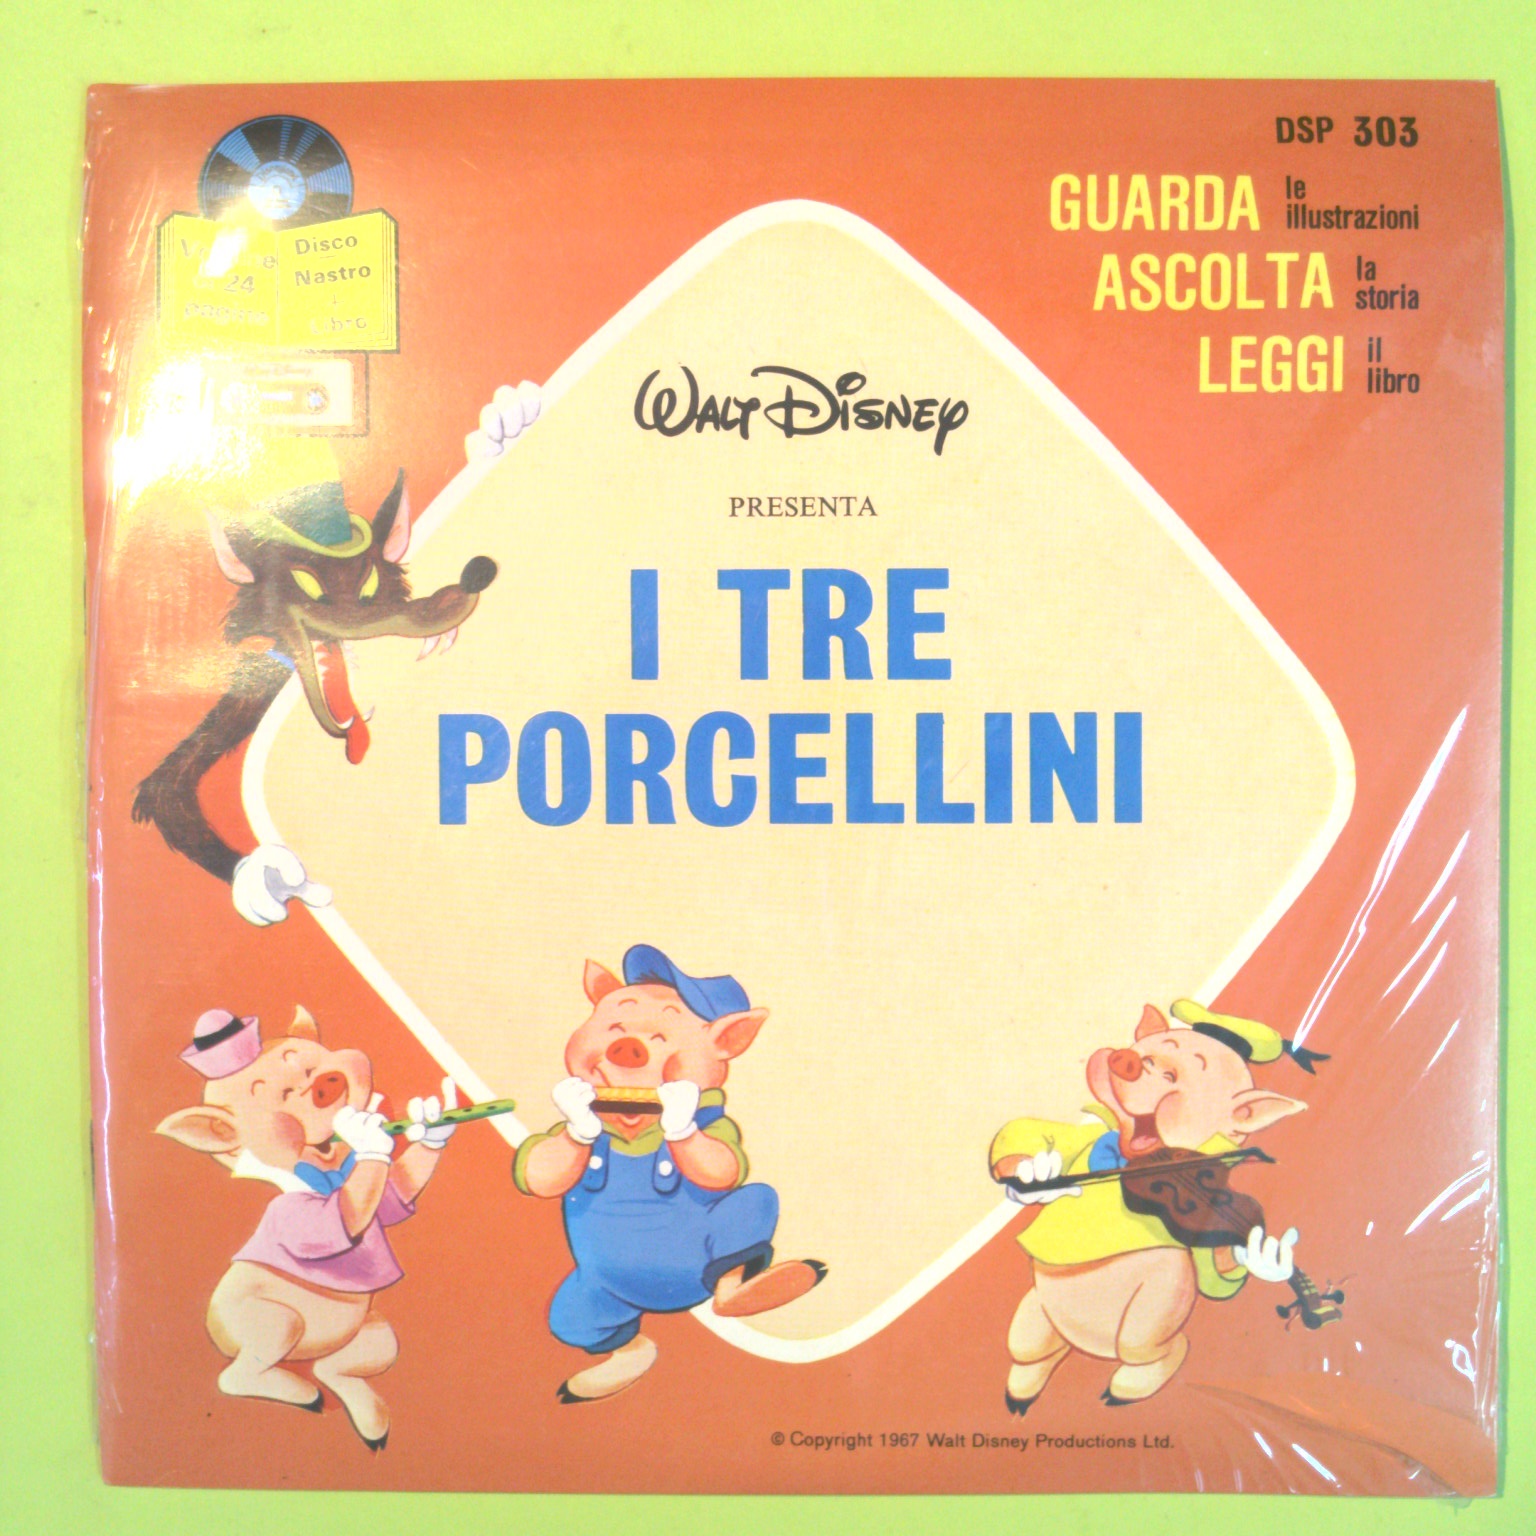 DSP 303
GUARDA le illustrazioni
ASCOLTA la storia
LEGGI il libro
24
Disco
Nastro
+
Libro
WALT DISNEY
PRESENTA
I TRE
PORCELLINI
© Copyright 1967 Walt Disney Productions Ltd.